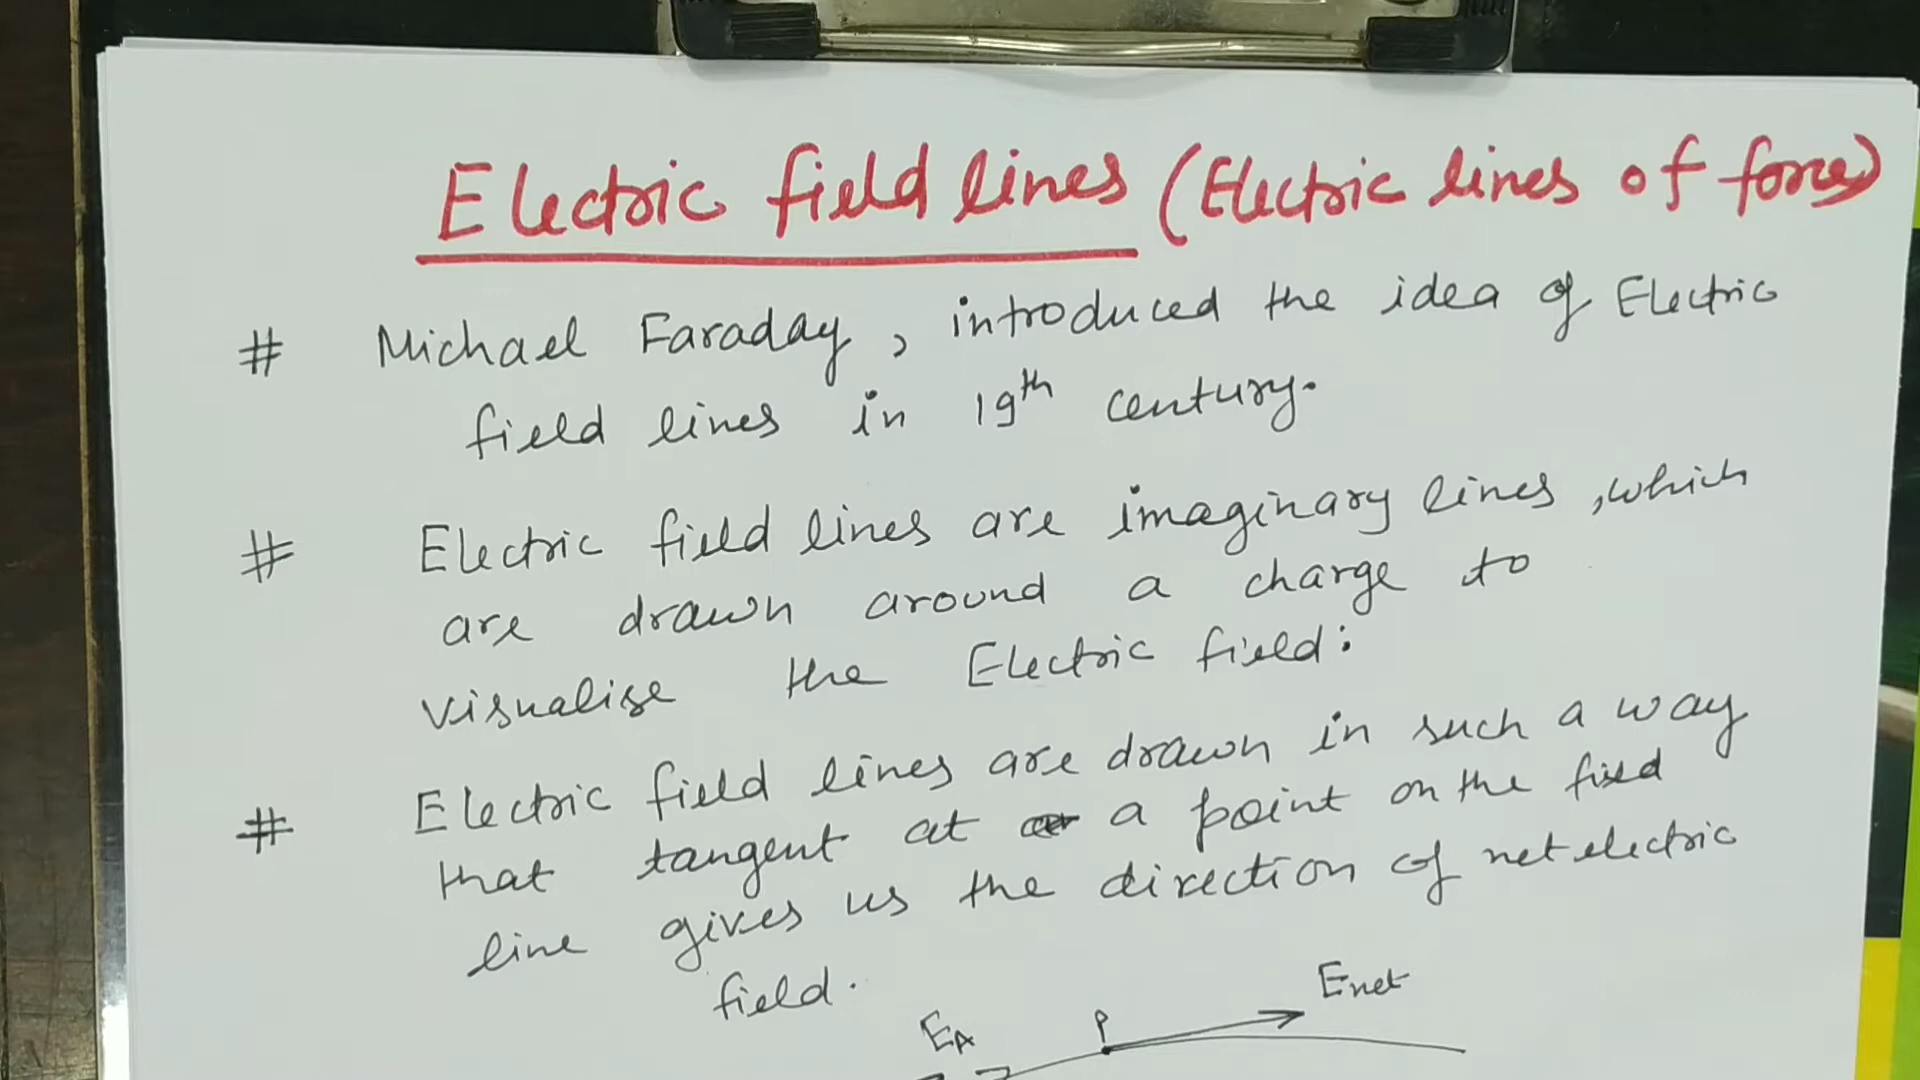 Electric field lines (Electric lines of force)
# Michael Faraday, introduced the idea of Electric
field lines in 19th century.
# Electric field lines are imaginary lines, which
are drawn around a charge to
visualise the Electric field:
# Electric field lines are drawn in such a way
that tangent at a point on the field
line gives us the direction of net electric
field.
Enet
P
EA